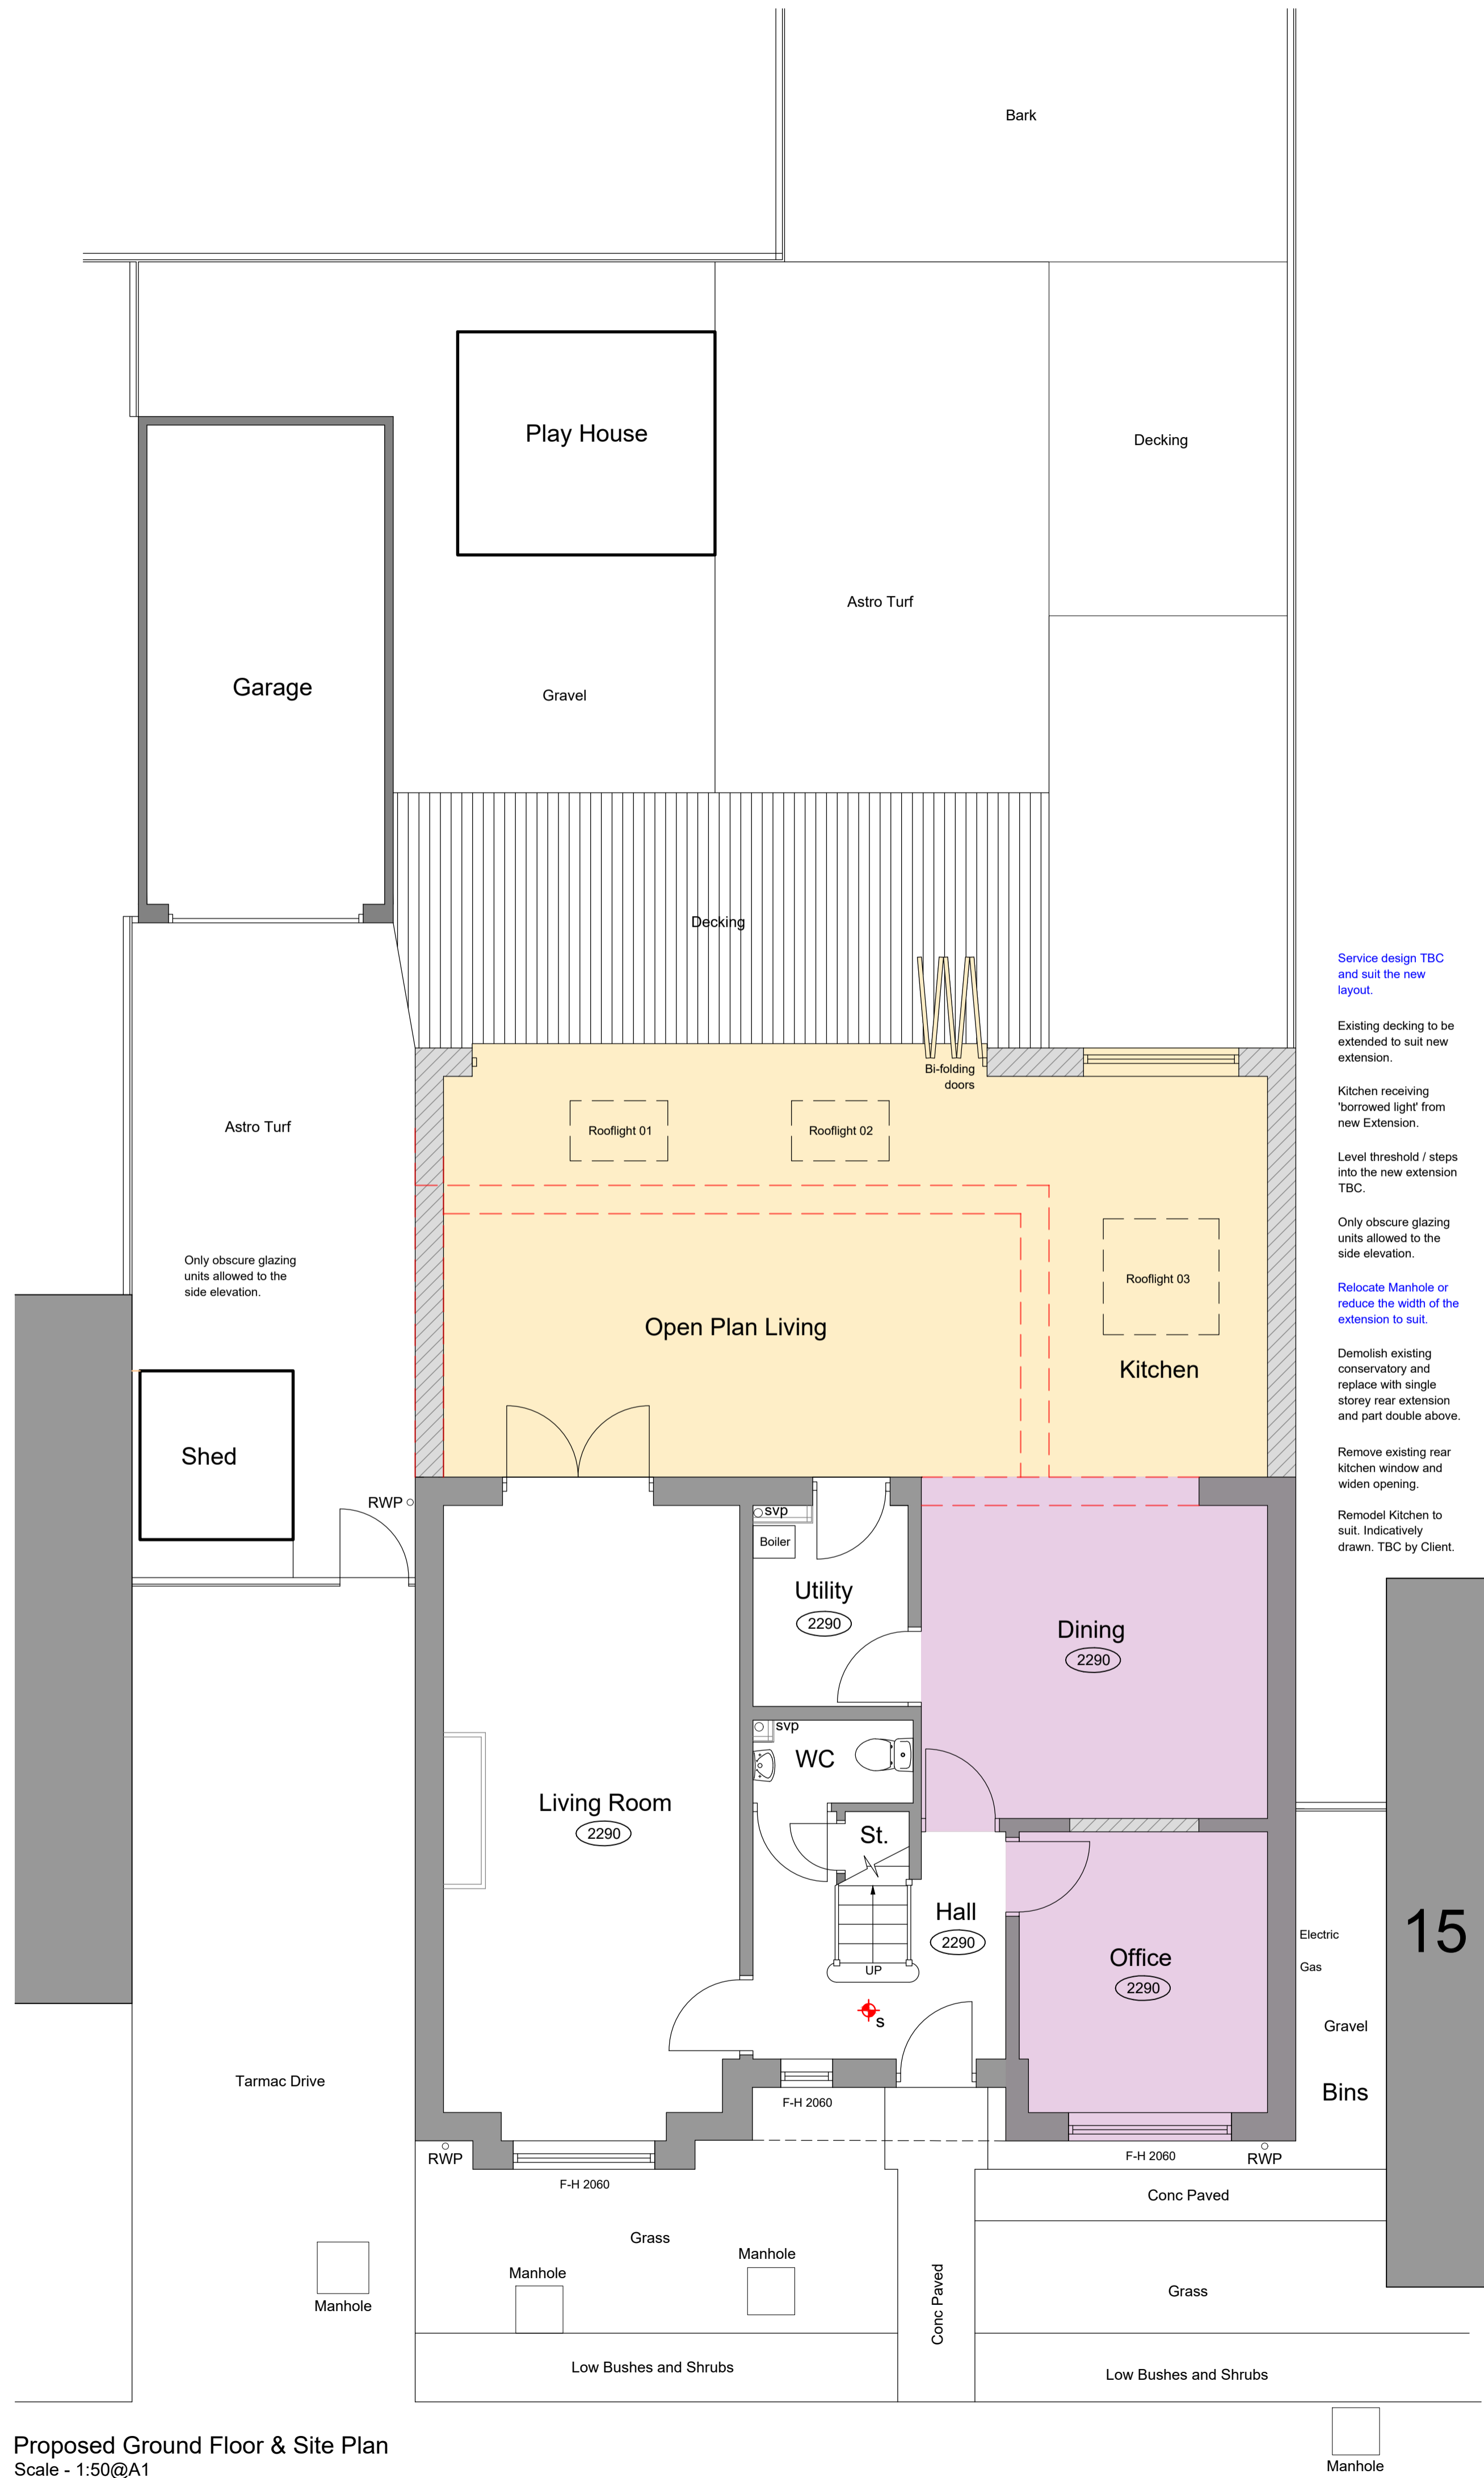 Bark
Play House
Decking
Astro Turf
Garage
Gravel
Decking
Bi-folding
doors
Rooflight 01
Rooflight 02
Rooflight 03
Open Plan Living
Kitchen
Astro Turf
Only obscure glazing
units allowed to the
side elevation.
Shed
RWP
Service design TBC
and suit the new
layout.
Existing decking to be
extended to suit new
extension.
Kitchen receiving
'borrowed light' from
new Extension.
Level threshold / steps
into the new extension
TBC.
Only obscure glazing
units allowed to the
side elevation.
Relocate Manhole or
reduce the width of the
extension to suit.
Demolish existing
conservatory and
replace with single
storey rear extension
and part double above.
Remove existing rear
kitchen window and
widen opening.
Remodel Kitchen to
suit. Indicatively
drawn. TBC by Client.
svp
Boiler
Utility
2290
Dining
2290
svp
WC
Living Room
2290
St.
Hall
2290
UP
S
Office
2290
Electric
Gas
15
Gravel
Bins
Tarmac Drive
F-H 2060
RWP
F-H 2060
F-H 2060
RWP
Conc Paved
Grass
Manhole
Manhole
Manhole
Conc Paved
Grass
Low Bushes and Shrubs
Low Bushes and Shrubs
Manhole
Proposed Ground Floor & Site Plan
Scale - 1:50@A1